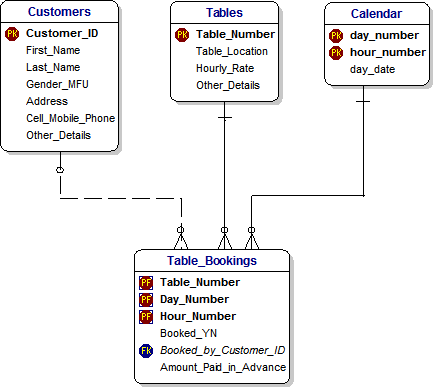 Customers
PK Customer_ID
First_Name
Last_Name
Gender_MFU
Address
Cell_Mobile_Phone
Other_Details
Tables
PK Table_Number
Table_Location
Hourly_Rate
Other_Details
Calendar
PK day_number
PK hour_number
day_date
Table_Bookings
PF Table_Number
PF Day_Number
PF Hour_Number
Booked_YN
FK Booked_by_Customer_ID
Amount_Paid_in_Advance